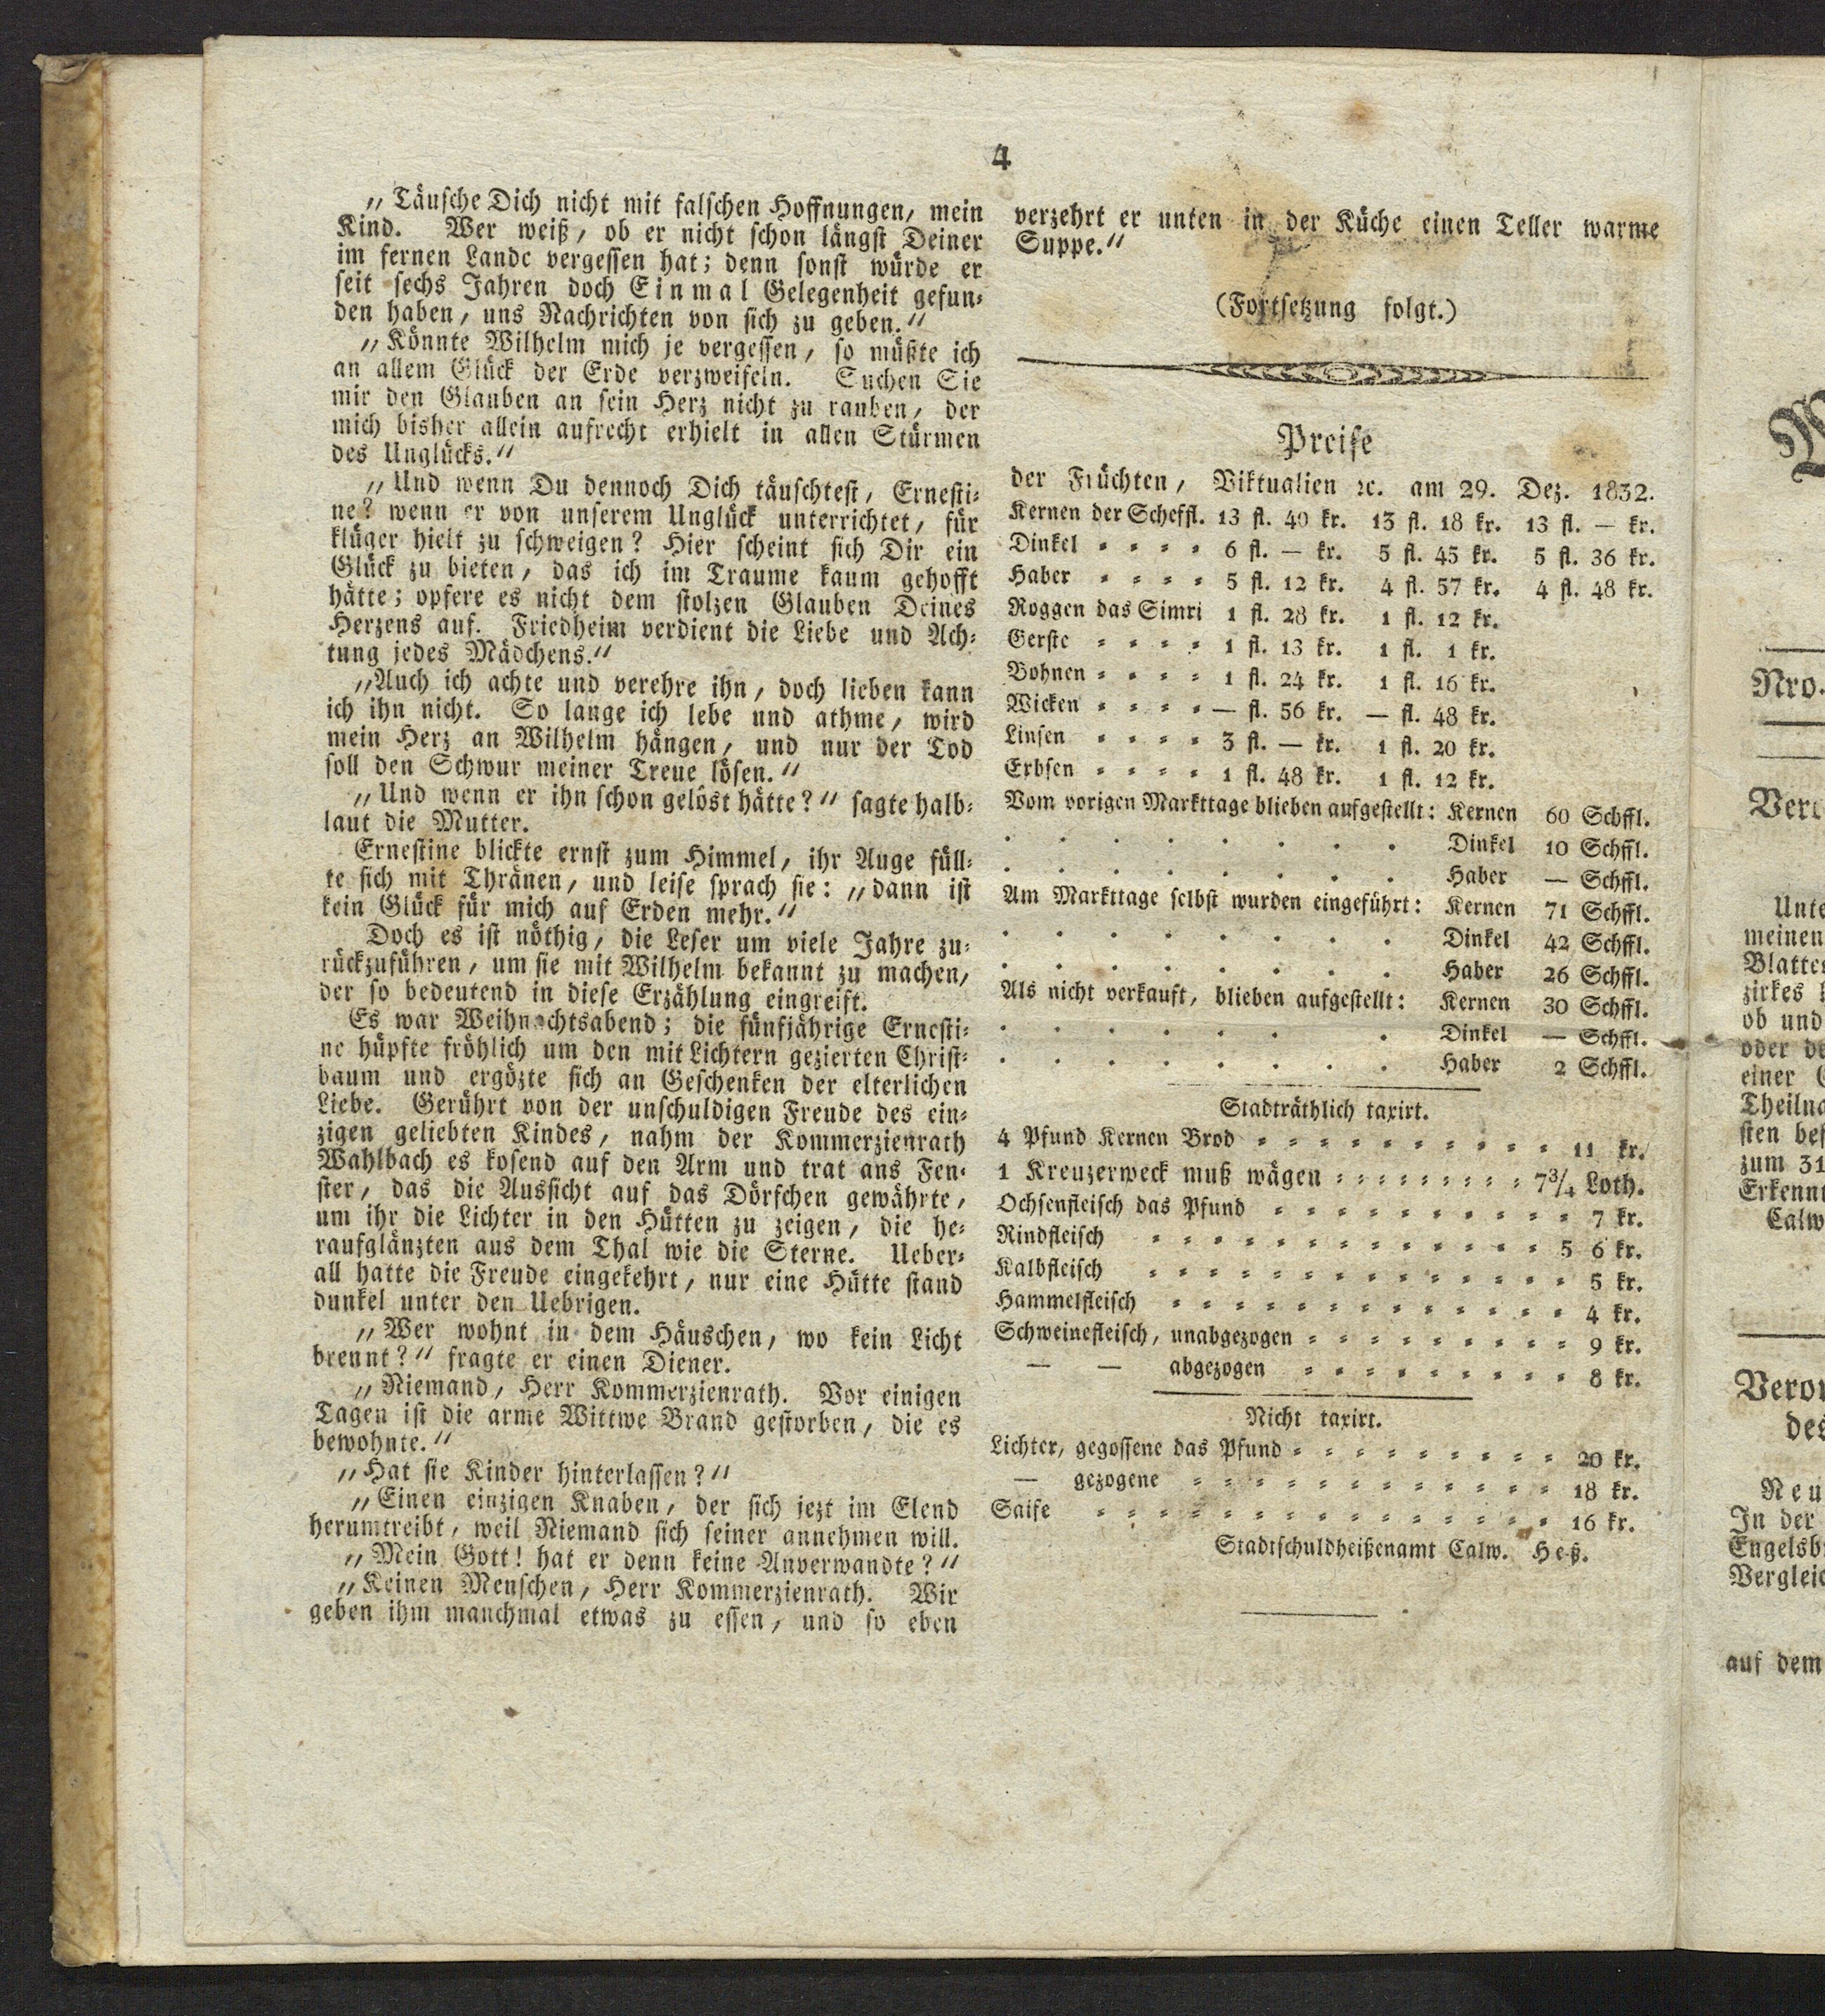 4
„Täusche Dich nicht mit falschen Hoffnungen, mein
Kind. Wer weiß, ob er nicht schon längst Deiner
im fernen Lande vergessen hat; denn sonst würde er
seit sechs Jahren doch Einmal Gelegenheit gefun⸗
den haben, uns Nachrichten von sich zu geben.“
„Könnte Wilhelm mich je vergessen, so müßte ich
an allem Glück der Erde verzweifeln. Suchen Sie
mir den Glauben an sein Herz nicht zu rauben, der
mich bisher allein aufrecht erhielt in allen Stürmen
des Unglücks.“
„Und wenn Du dennoch Dich täuschtest, Ernesti⸗
ne? wenn er von unserem Unglück unterrichtet, für
klüger hielt zu schweigen? Hier scheint sich Dir ein
Glück zu bieten, das ich im Traume kaum gehofft
hätte; opfere es nicht dem stolzen Glauben Deines
Herzens auf. Friedheim verdient die Liebe und Ach⸗
tung jedes Mädchens.“
„Auch ich achte und verehre ihn, doch lieben kann
ich ihn nicht. So lange ich lebe und athme, wird
mein Herz an Wilhelm hängen, und nur der Tod
soll den Schwur meiner Treue lösen.“
„Und wenn er ihn schon gelöst hätte?“ sagte halb⸗
laut die Mutter.
Ernestine blickte ernst zum Himmel, ihr Auge füll⸗
te sich mit Thränen, und leise sprach sie: „dann ist
kein Glück für mich auf Erden mehr.“
Doch es ist nöthig, die Leser um viele Jahre zu⸗
rückzuführen, um sie mit Wilhelm bekannt zu machen,
der so bedeutend in diese Erzählung eingreift.
Es war Weihnachtsabend; die fünfjährige Ernesti⸗
ne hüpfte fröhlich um den mit Lichtern gezierten Christ⸗
baum und ergözte sich an Geschenken der elterlichen
Liebe. Gerührt von der unschuldigen Freude des ein⸗
zigen geliebten Kindes, nahm der Kommerzienrath
Wahlbach es kosend auf den Arm und trat ans Fen⸗
ster, das die Aussicht auf das Dörfchen gewährte,
um ihr die Lichter in den Hütten zu zeigen, die he⸗
raufglänzten aus dem Thal wie die Sterne. Ueber⸗
all hatte die Freude eingekehrt, nur eine Hütte stand
dunkel unter den Uebrigen.
„Wer wohnt in dem Häuschen, wo kein Licht
brennt?“ fragte er einen Diener.
„Niemand, Herr Kommerzienrath. Vor einigen
Tagen ist die arme Wittwe Brand gestorben, die es
bewohnte.“
„Hat sie Kinder hinterlassen?“
„Einen einzigen Knaben, der sich jezt im Elend
herumtreibt, weil Niemand sich seiner annehmen will.
„Mein Gott! hat er denn keine Anverwandte?“
„Keinen Menschen, Herr Kommerzienrath. Wir
geben ihm manchmal etwas zu essen, und so eben
verzehrt er unten in der Küche einen Teller warme
Suppe.“
(Fortsetzung folgt.)
Preise
der Früchten, Viktualien ꝛc. am 29. Dez. 1832.
Kernen der Scheffl. 13 fl. 40 kr. 13 fl. 18 kr. 13 fl. — kr.
Dinkel ⸗ ⸗ ⸗ ⸗ 6 fl. — kr. 5 fl. 45 kr. 5 fl. 36 kr.
Haber ⸗ ⸗ ⸗ ⸗ 5 fl. 12 kr. 4 fl. 57 kr. 4 fl. 48 kr.
Roggen das Simri 1 fl. 28 kr. 1 fl. 12 kr.
Gerste ⸗ ⸗ ⸗ ⸗ 1 fl. 13 kr. 1 fl. 1 kr.
Bohnen ⸗ ⸗ ⸗ ⸗ 1 fl. 24 kr. 1 fl. 16 kr.
Wicken ⸗ ⸗ ⸗ ⸗ — fl. 56 kr. — fl. 48 kr.
Linsen ⸗ ⸗ ⸗ ⸗ 3 fl. — kr. 1 fl. 20 kr.
Erbsen ⸗ ⸗ ⸗ ⸗ 1 fl. 48 kr. 1 fl. 12 kr.
Vom vorigen Markttage blieben aufgestellt: Kernen 60 Schffl.
. . . . . . . . Dinkel 10 Schffl.
. . . . . . . . Haber — Schffl.
Am Markttage selbst wurden eingeführt: Kernen 71 Schffl.
. . . . . . . . Dinkel 42 Schffl.
. . . . . . . . Haber 26 Schffl.
Als nicht verkauft, blieben aufgestellt: Kernen 30 Schffl.
. . . . . . . Dinkel — Schffl.
. . . . . . . . Haber 2 Schffl.
Stadträthlich taxirt.
4 Pfund Kernen Brod ⸗ ⸗ ⸗ ⸗ ⸗ ⸗ ⸗ ⸗ ⸗ ⸗ 11 kr.
1 Kreuzerweck muß wägen ⸗ ⸗ ⸗ ⸗ ⸗ ⸗ ⸗ ⸗ ⸗ 7¾ Loth.
Ochsenfleisch das Pfund ⸗ ⸗ ⸗ ⸗ ⸗ ⸗ ⸗ ⸗ ⸗ ⸗ 7 kr.
Rindfleisch ⸗ ⸗ ⸗ ⸗ ⸗ ⸗ ⸗ ⸗ ⸗ ⸗ ⸗ ⸗ ⸗ 5 6 kr.
Kalbfleisch ⸗ ⸗ ⸗ ⸗ ⸗ ⸗ ⸗ ⸗ ⸗ ⸗ ⸗ ⸗ ⸗ ⸗ 5 kr.
Hammelfleisch ⸗ ⸗ ⸗ ⸗ ⸗ ⸗ ⸗ ⸗ ⸗ ⸗ ⸗ ⸗ ⸗ 4 kr.
Schweinefleisch, unabgezogen ⸗ ⸗ ⸗ ⸗ ⸗ ⸗ ⸗ ⸗ ⸗ 9 kr.
— — abgezogen ⸗ ⸗ ⸗ ⸗ ⸗ ⸗ ⸗ ⸗ ⸗ 8 kr.
Nicht taxirt.
Lichter, gegossene das Pfund ⸗ ⸗ ⸗ ⸗ ⸗ ⸗ ⸗ ⸗ ⸗ 20 kr.
— gezogene ⸗ ⸗ ⸗ ⸗ ⸗ ⸗ ⸗ ⸗ ⸗ ⸗ ⸗ ⸗ 18 kr.
Saife ⸗ ⸗ ⸗ ⸗ ⸗ ⸗ ⸗ ⸗ ⸗ ⸗ ⸗ ⸗ ⸗ ⸗ ⸗ 16 kr.
Stadtschuldheißenamt Calw. Heß.
Nro.
Unte
meinen
Blatte
zirkes
ob und
oder de
einer
Theilna
sten bes
zum 31
Erkennt
Calw
Veror
des
Neu
In der
Engelsb
Vergleic
auf dem